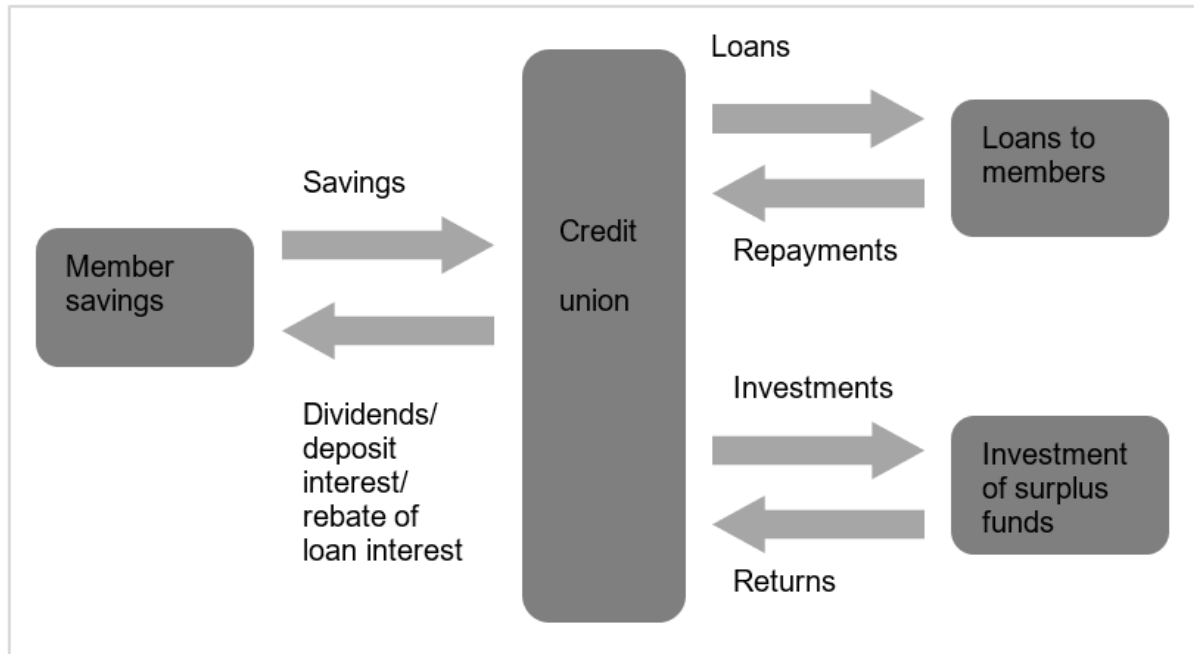 Member
savings
Savings
Dividends/
deposit
interest/
rebate of
loan interest
Credit
union
Loans
Repayments
Loans to
members
Investments
Returns
Investment
of surplus
funds